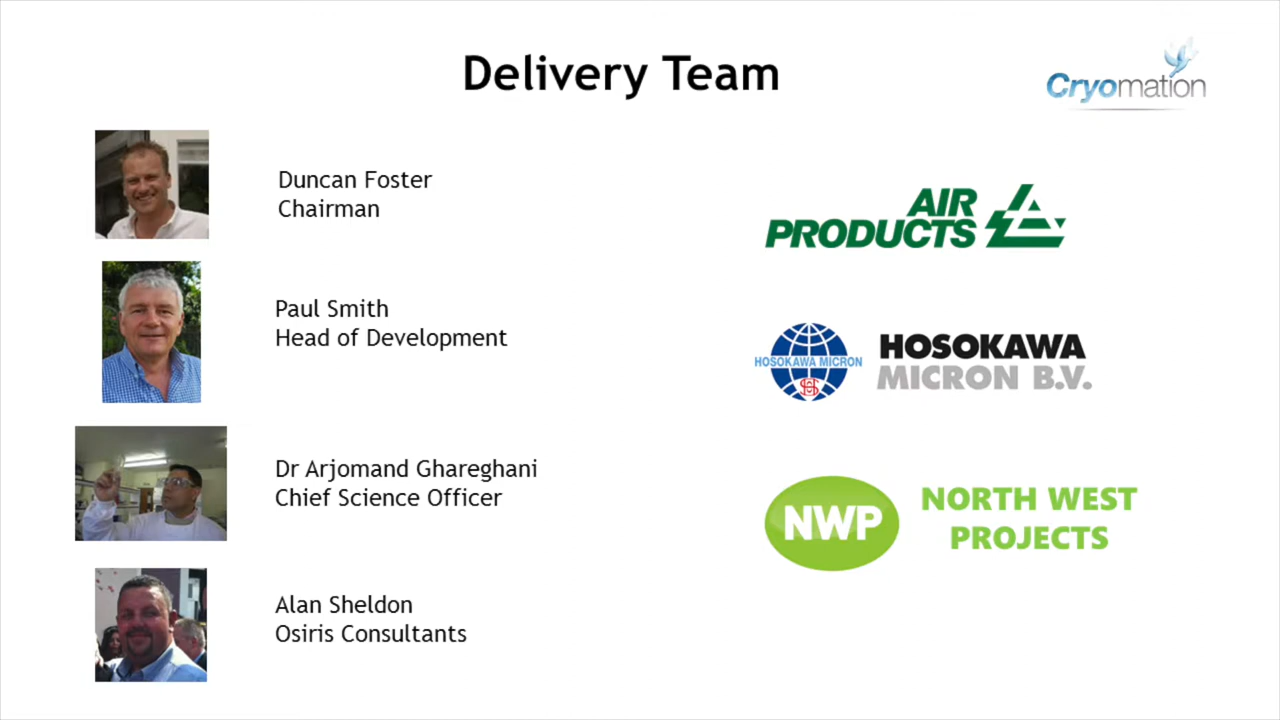 Delivery Team
Cryomation
Duncan Foster
Chairman
Paul Smith
Head of Development
Dr Arjomand Ghareghani
Chief Science Officer
Alan Sheldon
Osiris Consultants
AIR
PRODUCTS
HOSOKAWA MICRON
HOSOKAWA
MICRON B.V.
NWP
NORTH WEST
PROJECTS